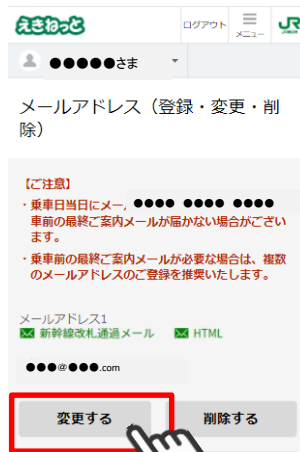 えきねっと
ログアウト
メニュー
JR
●●●●●さま
メールアドレス（登録・変更・削
除）
【ご注意】
・乗車日当日にメー ●●●● ●●●● ●●●●
車前の最終ご案内メールが届かない場合がござい
ます。
・乗車前の最終ご案内メールが必要な場合は、複数
のメールアドレスのご登録を推奨いたします。
メールアドレス1
新幹線改札通過メール HTML
●●●@●●●.com
変更する 削除する